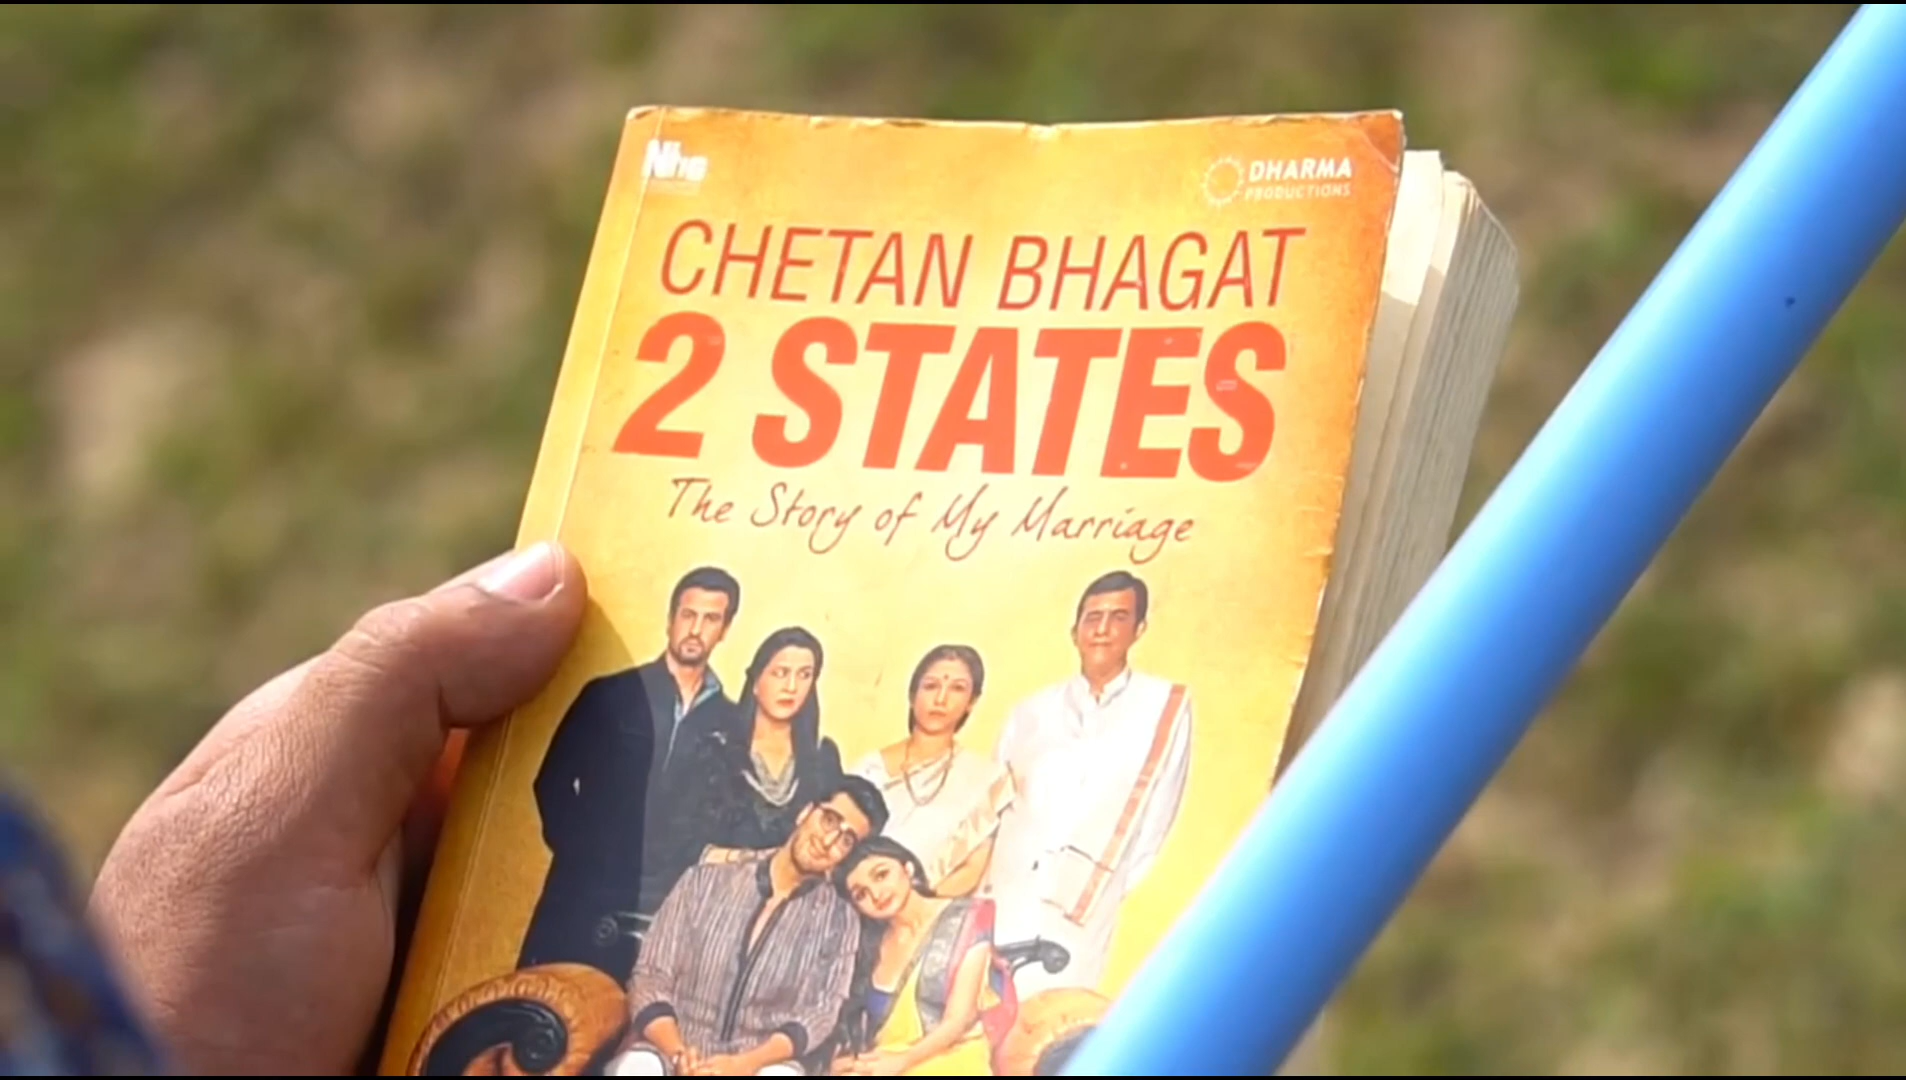 DHARMA
PRODUCTIONS
CHETAN BHAGAT
2 STATES
The Story of My Marriage